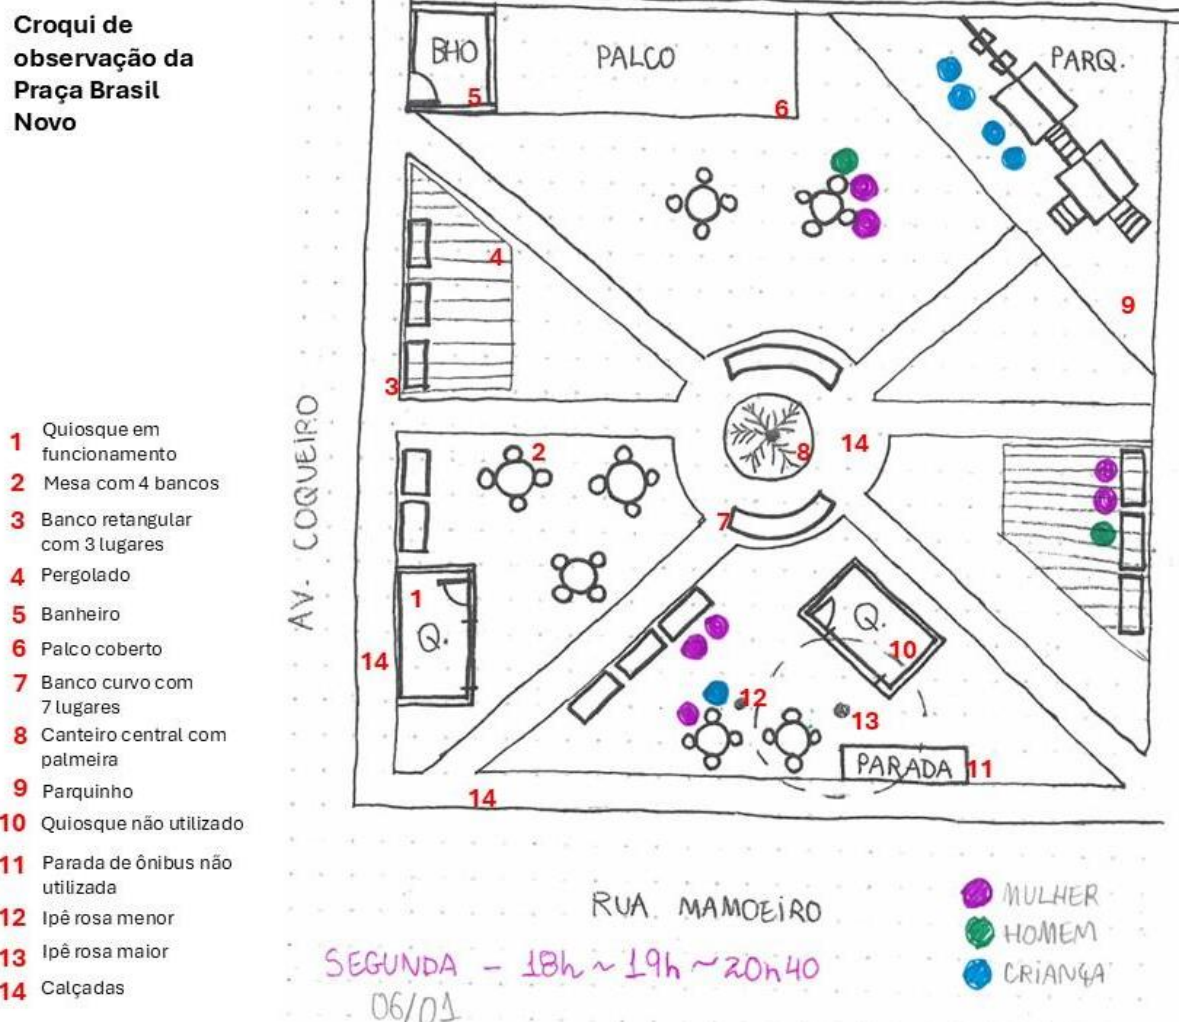 Croqui de
observação da
Praça Brasil
Novo
1 Quiosque em
funcionamento
2 Mesa com 4 bancos
3 Banco retangular
com 3 lugares
4 Pergolado
5 Banheiro
6 Palco coberto
7 Banco curvo com
7 lugares
8 Canteiro central com
palmeira
9 Parquinho
10 Quiosque não utilizado
11 Parada de ônibus não
utilizada
12 Ipê rosa menor
13 Ipê rosa maior
14 Calçadas
BHO
5
PALCO
6
PARQ.
4
9
3
AV. COQUEIRO
2
8
14
7
1
Q.
14
Q.
10
12
13
PARADA
11
14
RUA MAMOEIRO
MULHER
HOMEM
CRIANÇA
SEGUNDA - 18h ~ 19h ~ 20h40
06/01